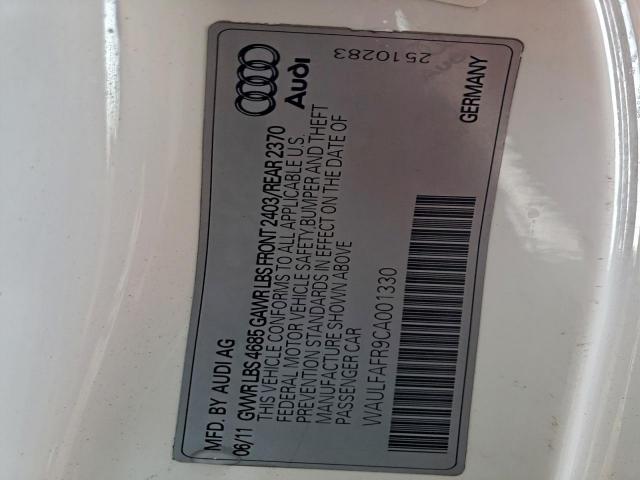 MFD. BY AUDI AG
06/11 GWVR LBS 4685 GAWR LBS FRONT 2403/REAR 2370
THIS VEHICLE CONFORMS TO ALL APPLICABLE U.S.
FEDERAL MOTOR VEHICLE SAFETY, BUMPER AND THEFT
PREVENTION STANDARDS IN EFFECT ON THE DATE OF
MANUFACTURE SHOWN ABOVE
PASSENGER CAR
WAULFAFR9CA001330
Audi
2510283
GERMANY